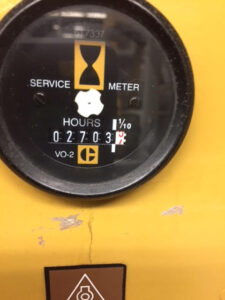 SERVICE METER
HOURS 1/10
02703
VO-2